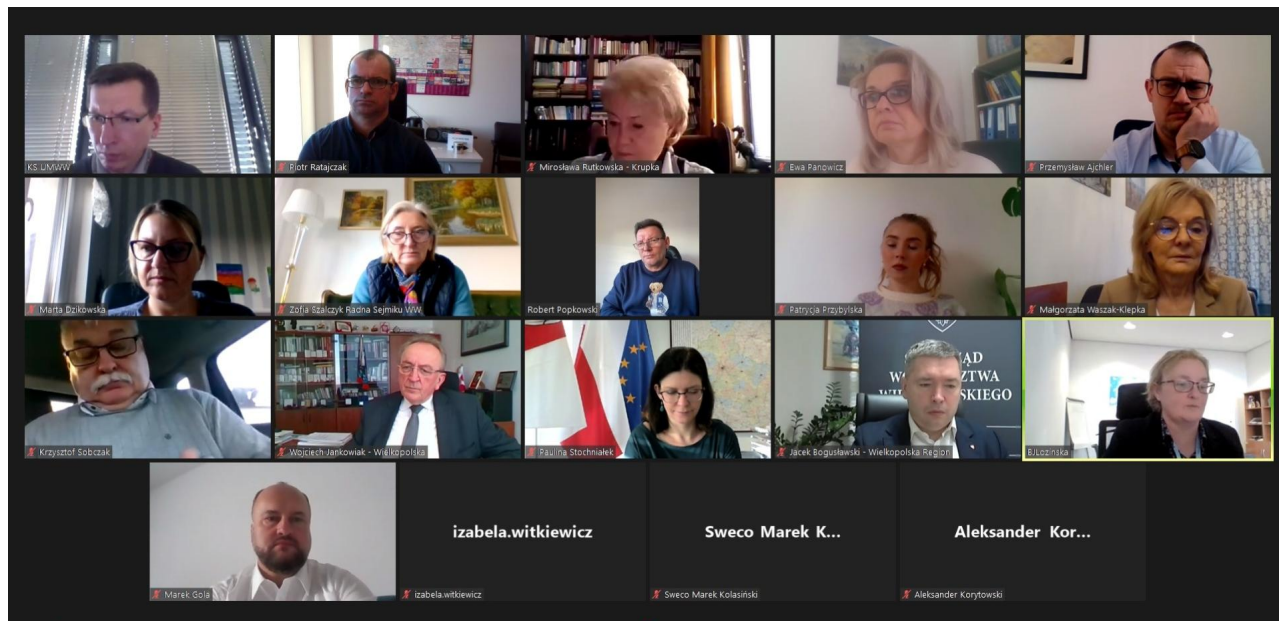 KS UMWW
Piotr Ratajczak
Mirosława Rutkowska - Krupka
Ewa Panowicz
Przemysław Ajchler
Marta Dzikowska
Zofia Szalczyk Radna Sejmiku WW
Robert Popkowski
Patrycja Przybylska
Małgorzata Waszak-Klepka
Krzysztof Sobczak
Wojciech Jankowiak - Wielkopolska
Paulina Stochniałek
Jacek Bogusławski - Wielkopolska Region
BJLozinska
Marek Gola
izabela.witkiewicz
izabela.witkiewicz
Sweco Marek K...
Sweco Marek Kolasiński
Aleksander Kor...
Aleksander Korytowski